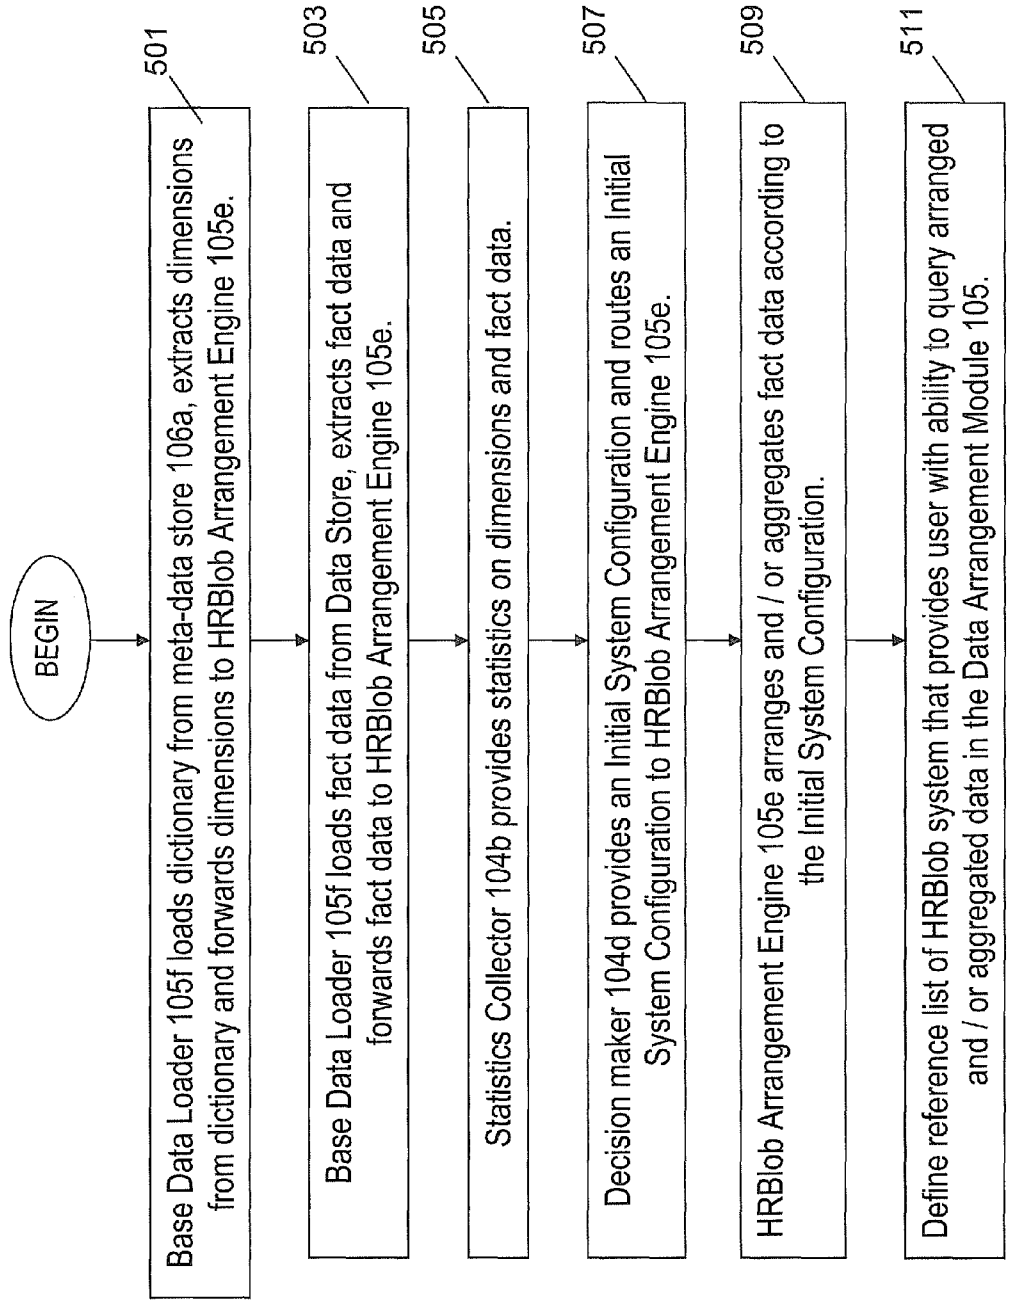 BEGIN
501
Base Data Loader 105f loads dictionary from meta-data store 106a, extracts dimensions
from dictionary and forwards dimensions to HRBlob Arrangement Engine 105e.
503
Base Data Loader 105f loads fact data from Data Store, extracts fact data and
forwards fact data to HRBlob Arrangement Engine 105e.
505
Statistics Collector 104b provides statistics on dimensions and fact data.
507
Decision maker 104d provides an Initial System Configuration and routes an Initial
System Configuration to HRBlob Arrangement Engine 105e.
509
HRBlob Arrangement Engine 105e arranges and / or aggregates fact data according to
the Initial System Configuration.
511
Define reference list of HRBlob system that provides user with ability to query arranged
and / or aggregated data in the Data Arrangement Module 105.